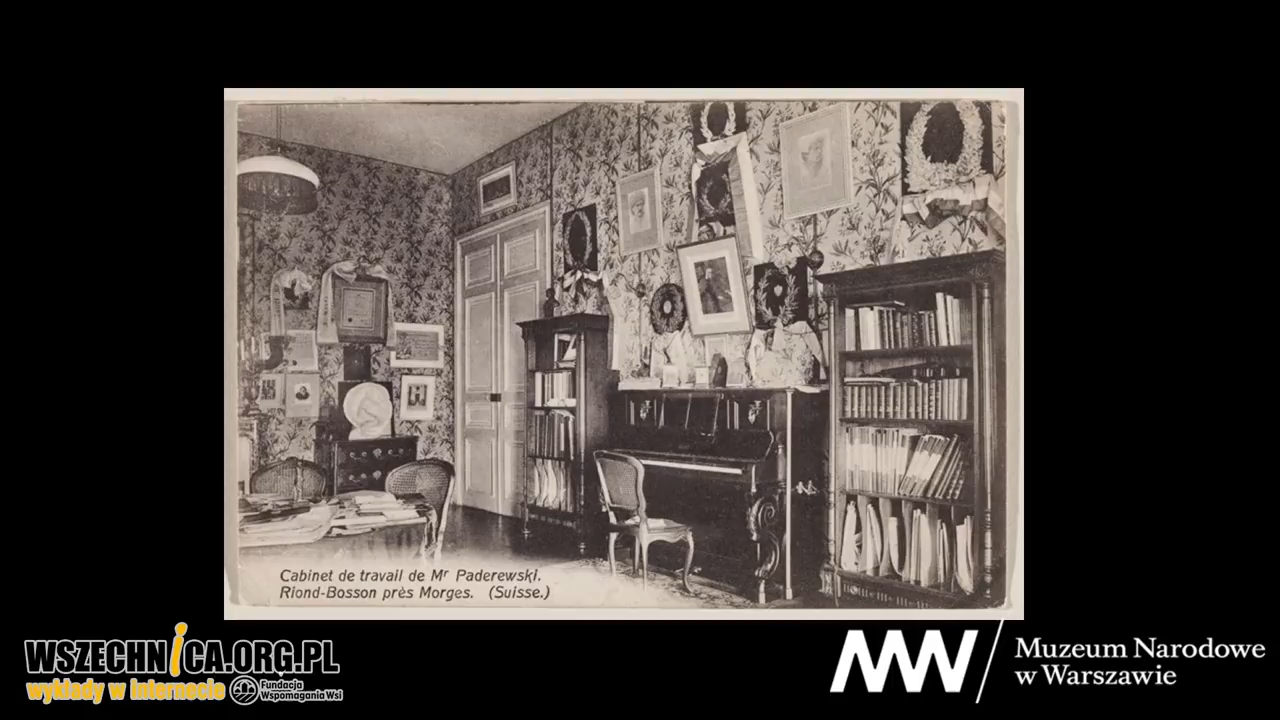 Cabinet de travail de Mr Paderewski.
Riond-Bosson près Morges. (Suisse.)
WSZECHNICA.ORG.PL
wykłady w internecie
Fundacja
Wspomagania Wsi
Muzeum Narodowe
w Warszawie